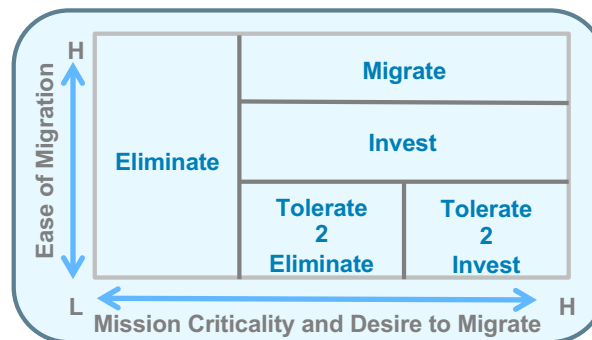 H
Ease of Migration
Migrate
Eliminate
Invest
Tolerate
2
Eliminate
Tolerate
2
Invest
L
H
Mission Criticality and Desire to Migrate